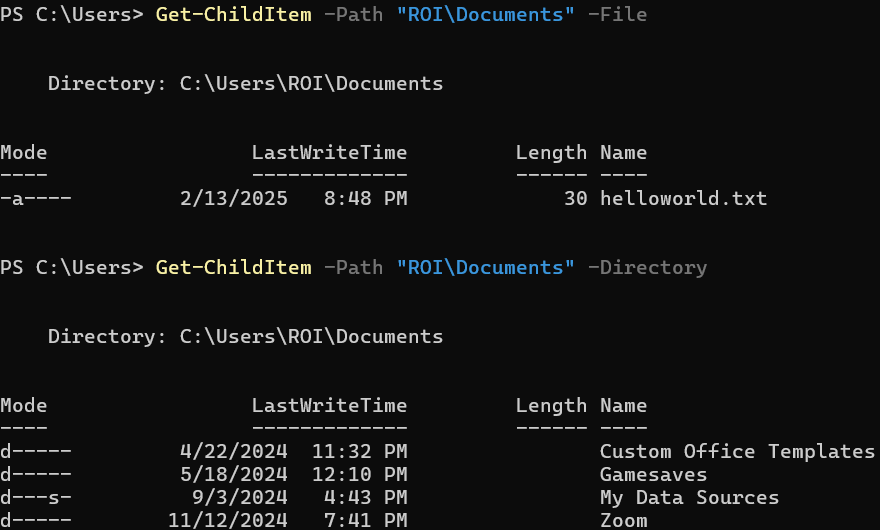 PS C:\Users> Get-ChildItem -Path "ROI\Documents" -File
Directory: C:\Users\ROI\Documents
Mode                 LastWriteTime         Length Name
----                 -------------         ------ ----
-a----         2/13/2025   8:48 PM             30 helloworld.txt
PS C:\Users> Get-ChildItem -Path "ROI\Documents" -Directory
Directory: C:\Users\ROI\Documents
Mode                 LastWriteTime         Length Name
----                 -------------         ------ ----
d-----         4/22/2024  11:32 PM                Custom Office Templates
d-----         5/18/2024  12:10 PM                Gamesaves
d---s-          9/3/2024   4:43 PM                My Data Sources
d-----        11/12/2024   7:41 PM                Zoom